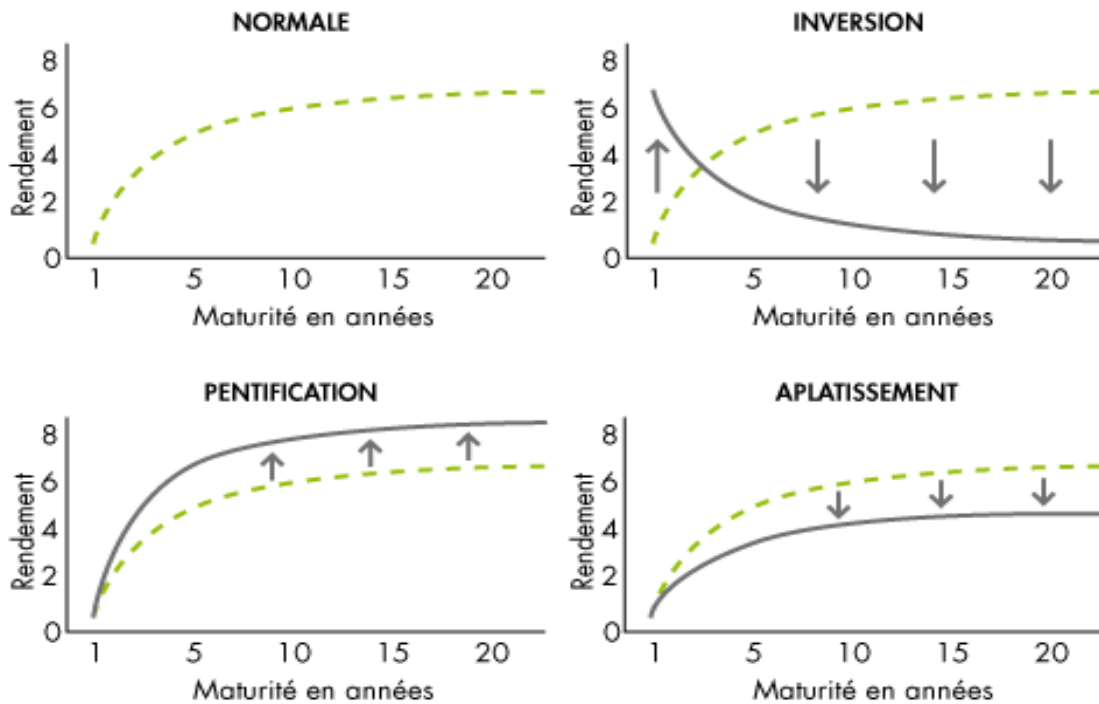 NORMALE
8
6
4
2
0
Rendement
1 5 10 15 20
Maturité en années
INVERSION
8
6
4
2
0
Rendement
1 5 10 15 20
Maturité en années
PENTIFICATION
8
6
4
2
0
Rendement
1 5 10 15 20
Maturité en années
APLATISSEMENT
8
6
4
2
0
Rendement
1 5 10 15 20
Maturité en années